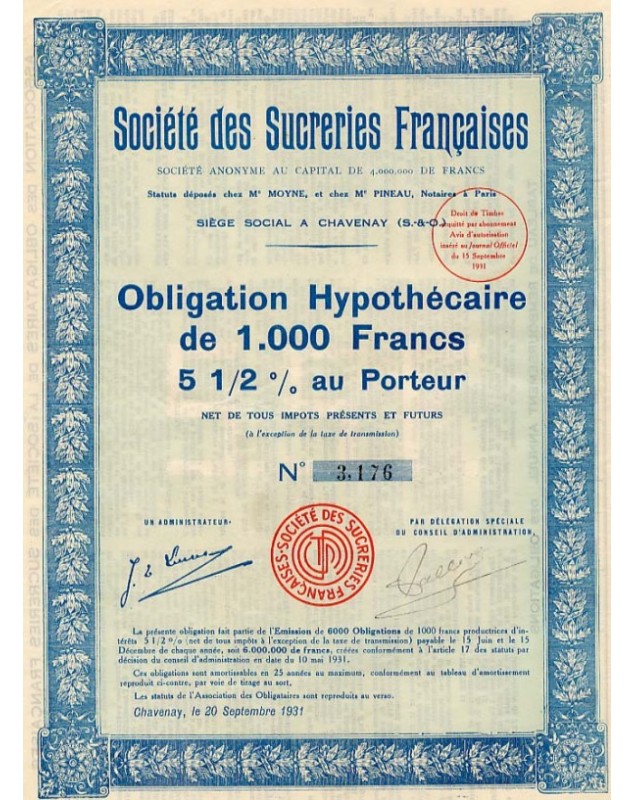 Société des Sucreries Françaises
SOCIÉTÉ ANONYME AU CAPITAL DE 4.000.000 DE FRANCS
Statuts déposés chez Me MOYNE, et chez Me PINEAU, Notaires à Paris
SIÈGE SOCIAL A CHAVENAY (S.-&-O.)
Droit de Timbre
acquitté par abonnement
Avis d'autorisation
inséré au Journal Officiel
du 15 Septembre
1931
Obligation Hypothécaire
de 1.000 Francs
5 1/2 % au Porteur
NET DE TOUS IMPOTS PRÉSENTS ET FUTURS
(à l'exception de la taxe de transmission)
N° 3,176
UN ADMINISTRATEUR-
PAR DÉLÉGATION SPÉCIALE
DU CONSEIL D'ADMINISTRATION
SOCIÉTÉ DES SUCRERIES FRANÇAISES-
La présente obligation fait partie de l'Emission de 6000 Obligations de 1000 francs productrices d'in-
térêts 5 1/2 % (net de tous impôts à l'exception de la taxe de transmission) payable le 15 Juin et le 15
Décembre de chaque année, soit 6.000.000 de francs, créées conformément à l'article 17 des statuts par
décision du conseil d'administration en date du 10 mai 1931.
Ces obligations sont amortissables en 25 années au maximum, conformément au tableau d'amortissement
reproduit ci-contre, par voie de tirage au sort.
Les statuts de l'Association des Obligataires sont reproduits au verso.
Chavenay, le 20 Septembre 1931